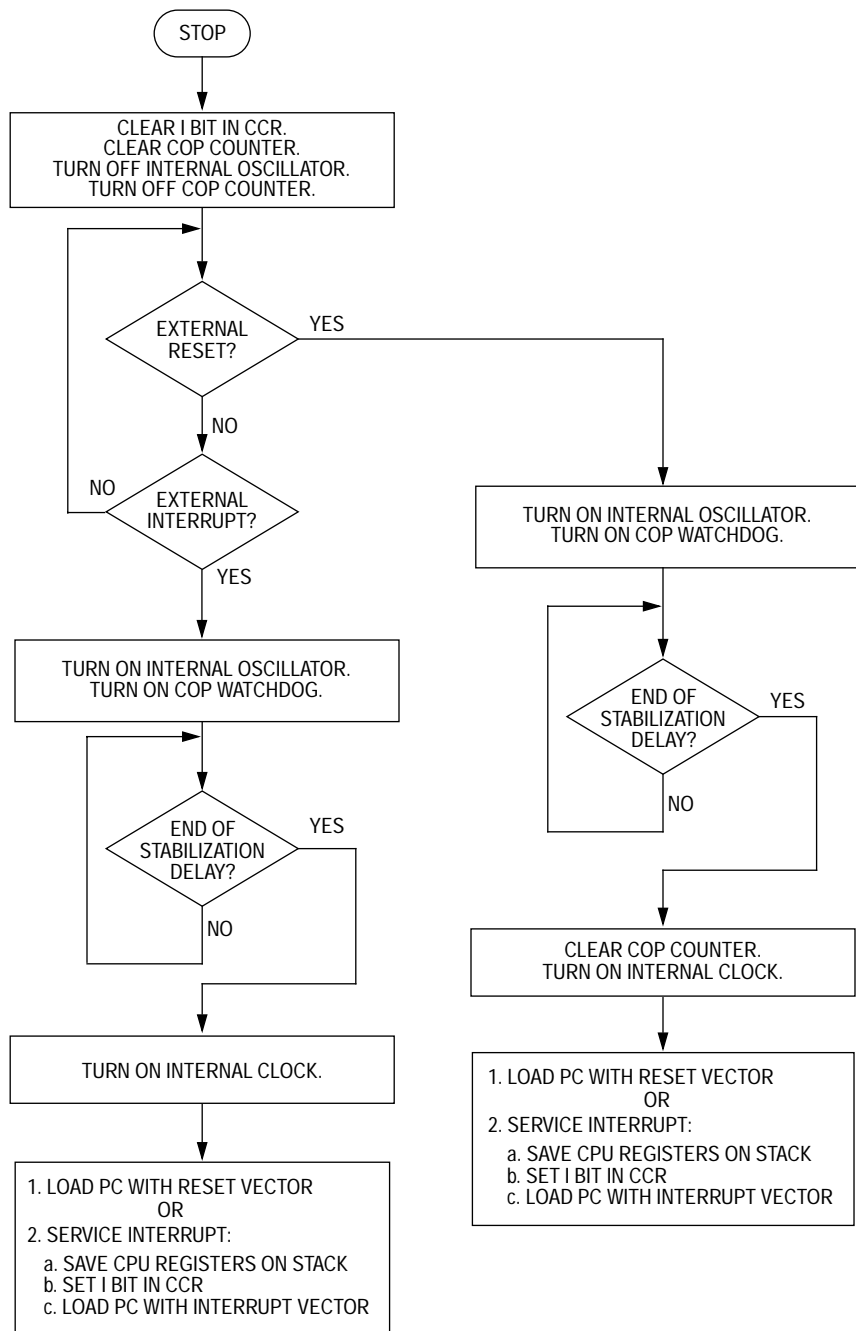 STOP
CLEAR I BIT IN CCR.
CLEAR COP COUNTER.
TURN OFF INTERNAL OSCILLATOR.
TURN OFF COP COUNTER.
EXTERNAL
RESET?
YES
NO
EXTERNAL
INTERRUPT?
NO
YES
TURN ON INTERNAL OSCILLATOR.
TURN ON COP WATCHDOG.
END OF
STABILIZATION
DELAY?
YES
NO
TURN ON INTERNAL CLOCK.
1. LOAD PC WITH RESET VECTOR
OR
2. SERVICE INTERRUPT:
a. SAVE CPU REGISTERS ON STACK
b. SET I BIT IN CCR
c. LOAD PC WITH INTERRUPT VECTOR
TURN ON INTERNAL OSCILLATOR.
TURN ON COP WATCHDOG.
END OF
STABILIZATION
DELAY?
YES
NO
CLEAR COP COUNTER.
TURN ON INTERNAL CLOCK.
1. LOAD PC WITH RESET VECTOR
OR
2. SERVICE INTERRUPT:
a. SAVE CPU REGISTERS ON STACK
b. SET I BIT IN CCR
c. LOAD PC WITH INTERRUPT VECTOR